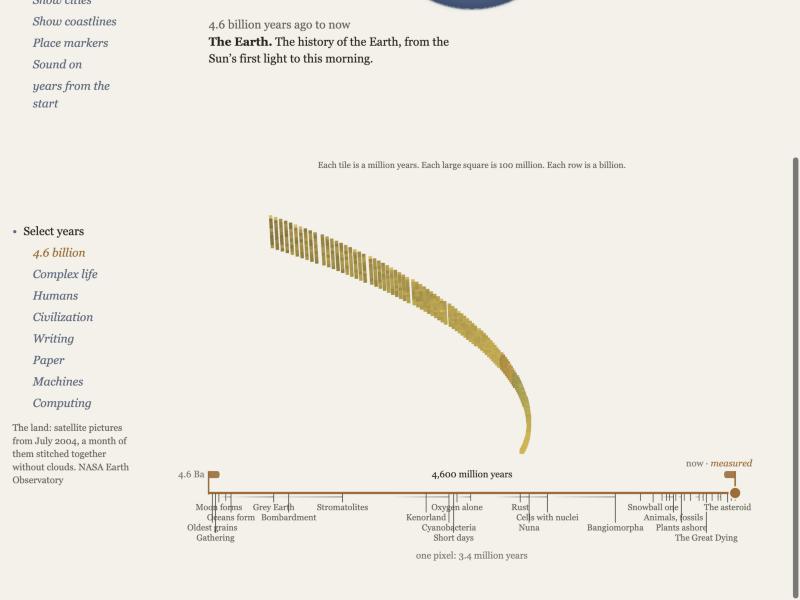 Show cities
Show coastlines
Place markers
Sound on
years from the
start
4.6 billion years ago to now
The Earth. The history of the Earth, from the
Sun’s first light to this morning.
Each tile is a million years. Each large square is 100 million. Each row is a billion.
• Select years
4.6 billion
Complex life
Humans
Civilization
Writing
Paper
Machines
Computing
The land: satellite pictures
from July 2004, a month of
them stitched together
without clouds. NASA Earth
Observatory
now · measured
4.6 Ba
4,600 million years
Moon forms
Grey Earth
Stromatolites
Oxygen alone
Rust
Snowball one
The asteroid
Oceans form
Bombardment
Kenorland
Cells with nuclei
Animals, fossils
Oldest grains
Cyanobacteria
Nuna
Bangiomorpha
Plants ashore
Gathering
Short days
The Great Dying
one pixel: 3.4 million years